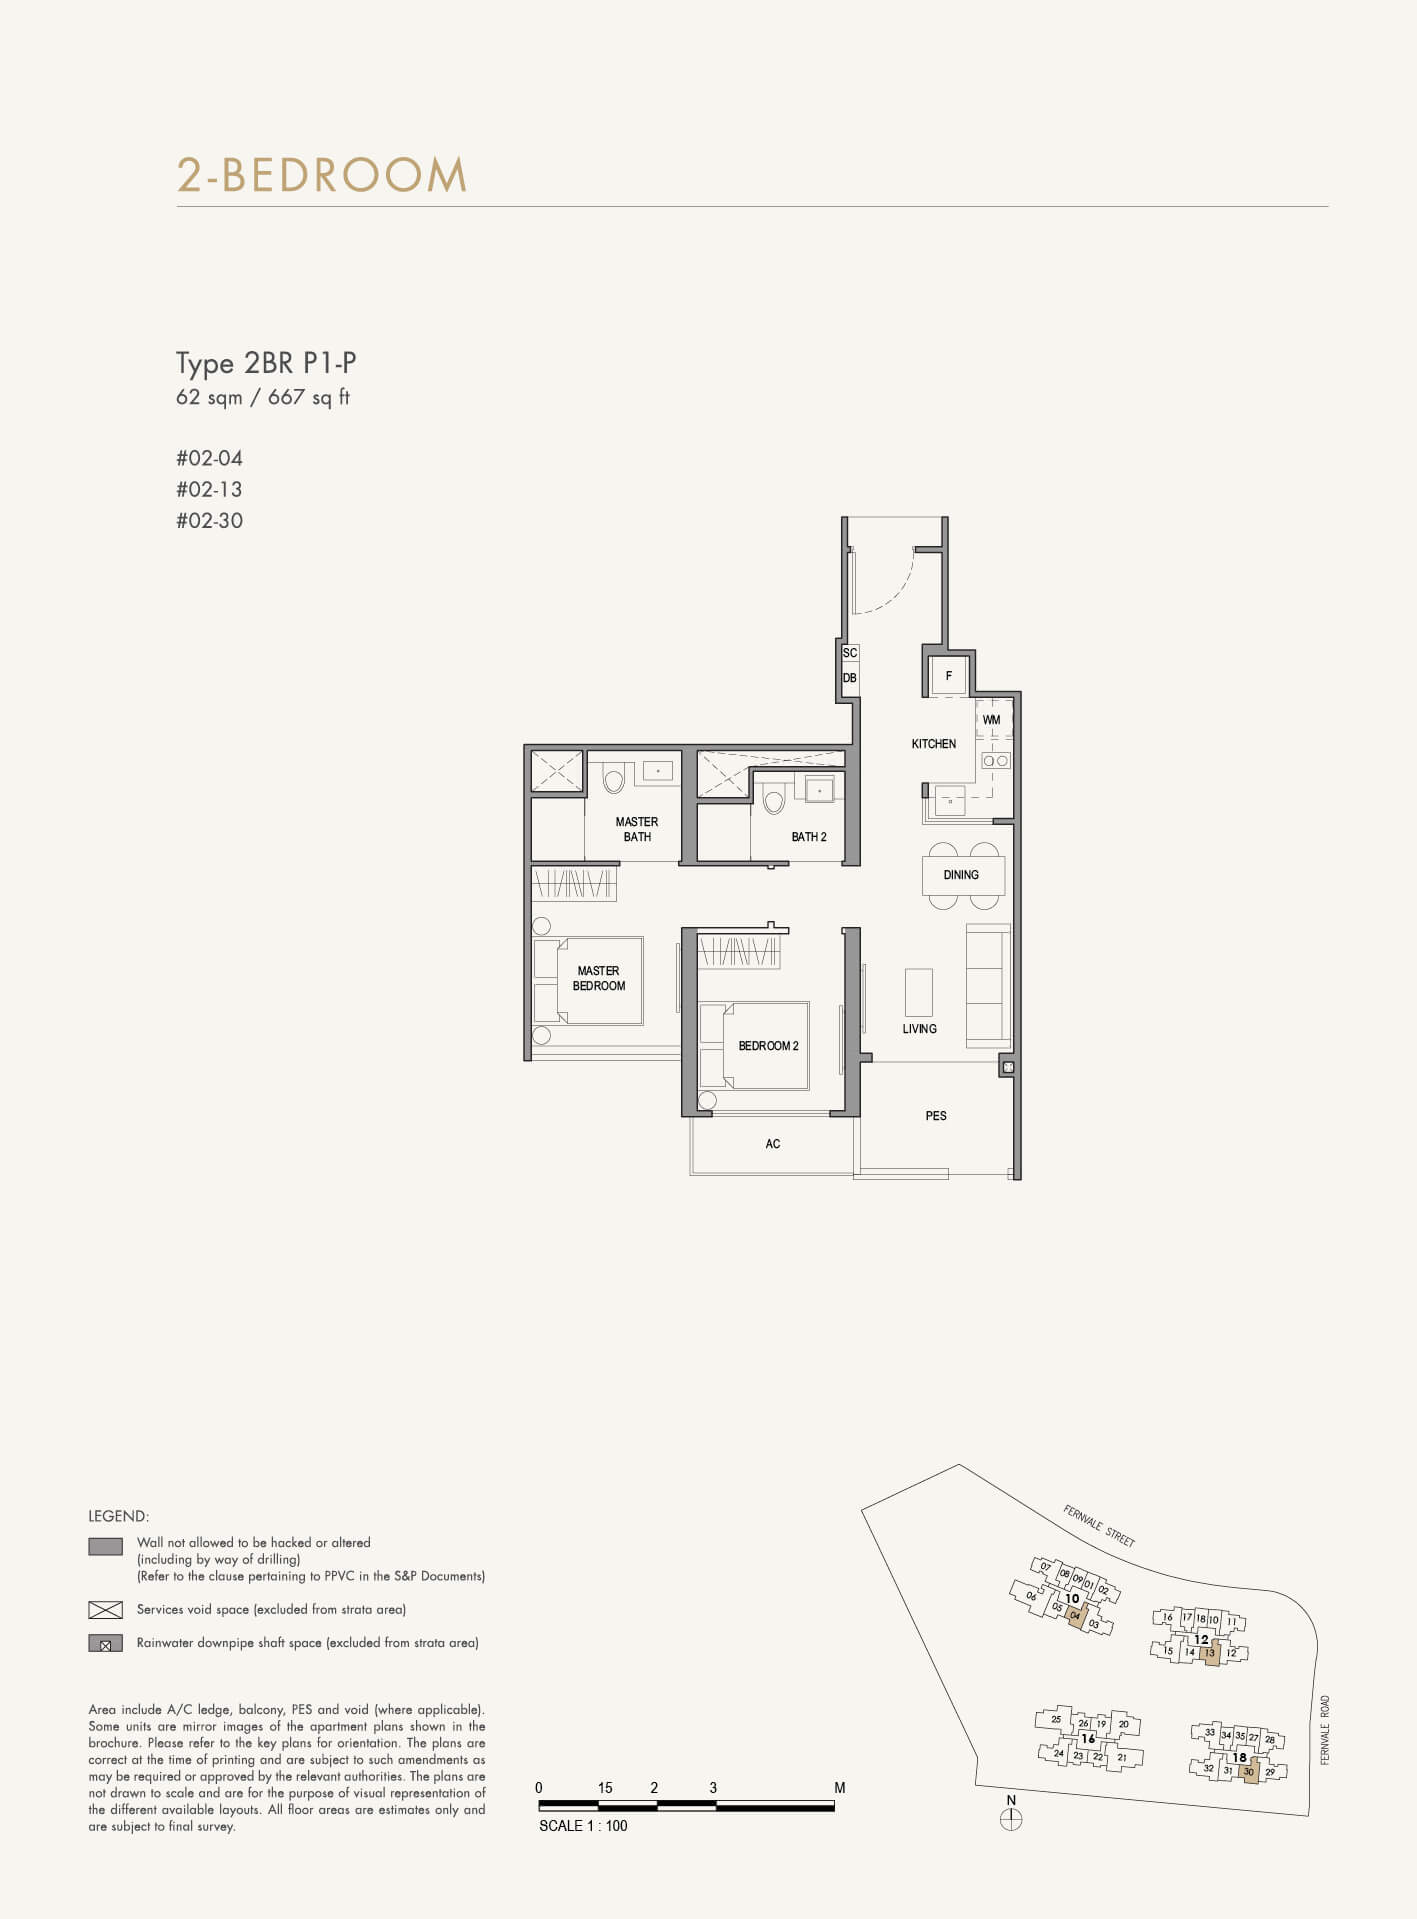 2-BEDROOM
Type 2BR P1-P
62 sqm / 667 sq ft
#02-04
#02-13
#02-30
SC
DB
F
WM
KITCHEN
MASTER
BATH
BATH 2
DINING
MASTER
BEDROOM
BEDROOM 2
LIVING
PES
AC
LEGEND:
Wall not allowed to be hacked or altered
(including by way of drilling)
(Refer to the clause pertaining to PPVC in the S&P Documents)
Services void space (excluded from strata area)
Rainwater downpipe shaft space (excluded from strata area)
Area include A/C ledge, balcony, PES and void (where applicable).
Some units are mirror images of the apartment plans shown in the
brochure. Please refer to the key plans for orientation. The plans are
correct at the time of printing and are subject to such amendments as
may be required or approved by the relevant authorities. The plans are
not drawn to scale and are for the purpose of visual representation of
the different available layouts. All floor areas are estimates only and
are subject to final survey.
0 15 2 3 M
SCALE 1 : 100
FERNVALE STREET
07 08 09 01 02
10
06 05 04 03
16 17 18 10 11
12
15 14 13 12
25 26 19 20
16
24 23 22 21
33 34 35 27 28
18
32 31 30 29
FERNVALE ROAD
N